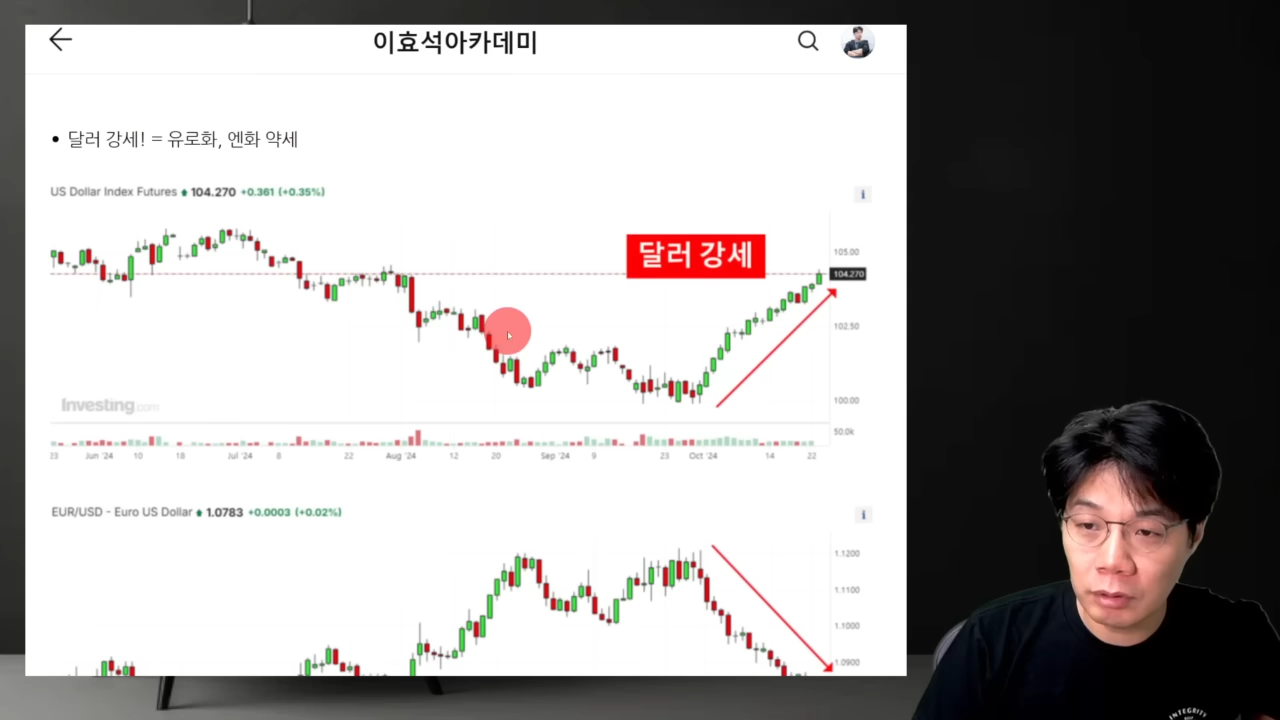 이효석아카데미
• 달러 강세! = 유로화, 엔화 약세
US Dollar Index Futures 104.270 +0.361 (+0.35%)
i
달러 강세
105.00
104.270
102.50
100.00
Investing.com
50.0k
23 Jun '24 10 18 Jul '24 8 22 Aug '24 12 20 Sep '24 9 23 Oct '24 14 22
EUR/USD - Euro US Dollar 1.0783 +0.0003 (+0.02%)
i
1.1200
1.1100
1.1000
1.0900
INTEGRITY